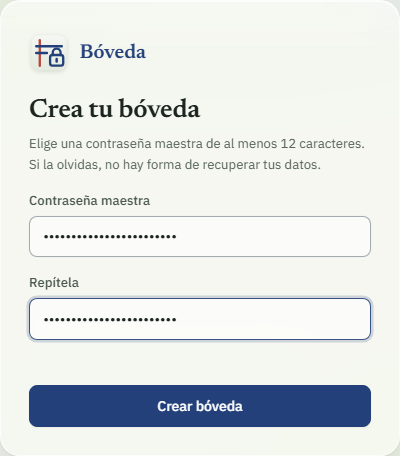 Bóveda
Crea tu bóveda
Elige una contraseña maestra de al menos 12 caracteres.
Si la olvidas, no hay forma de recuperar tus datos.
Contraseña maestra
••••••••••••••••••••••••
Repítela
••••••••••••••••••••••••
Crear bóveda